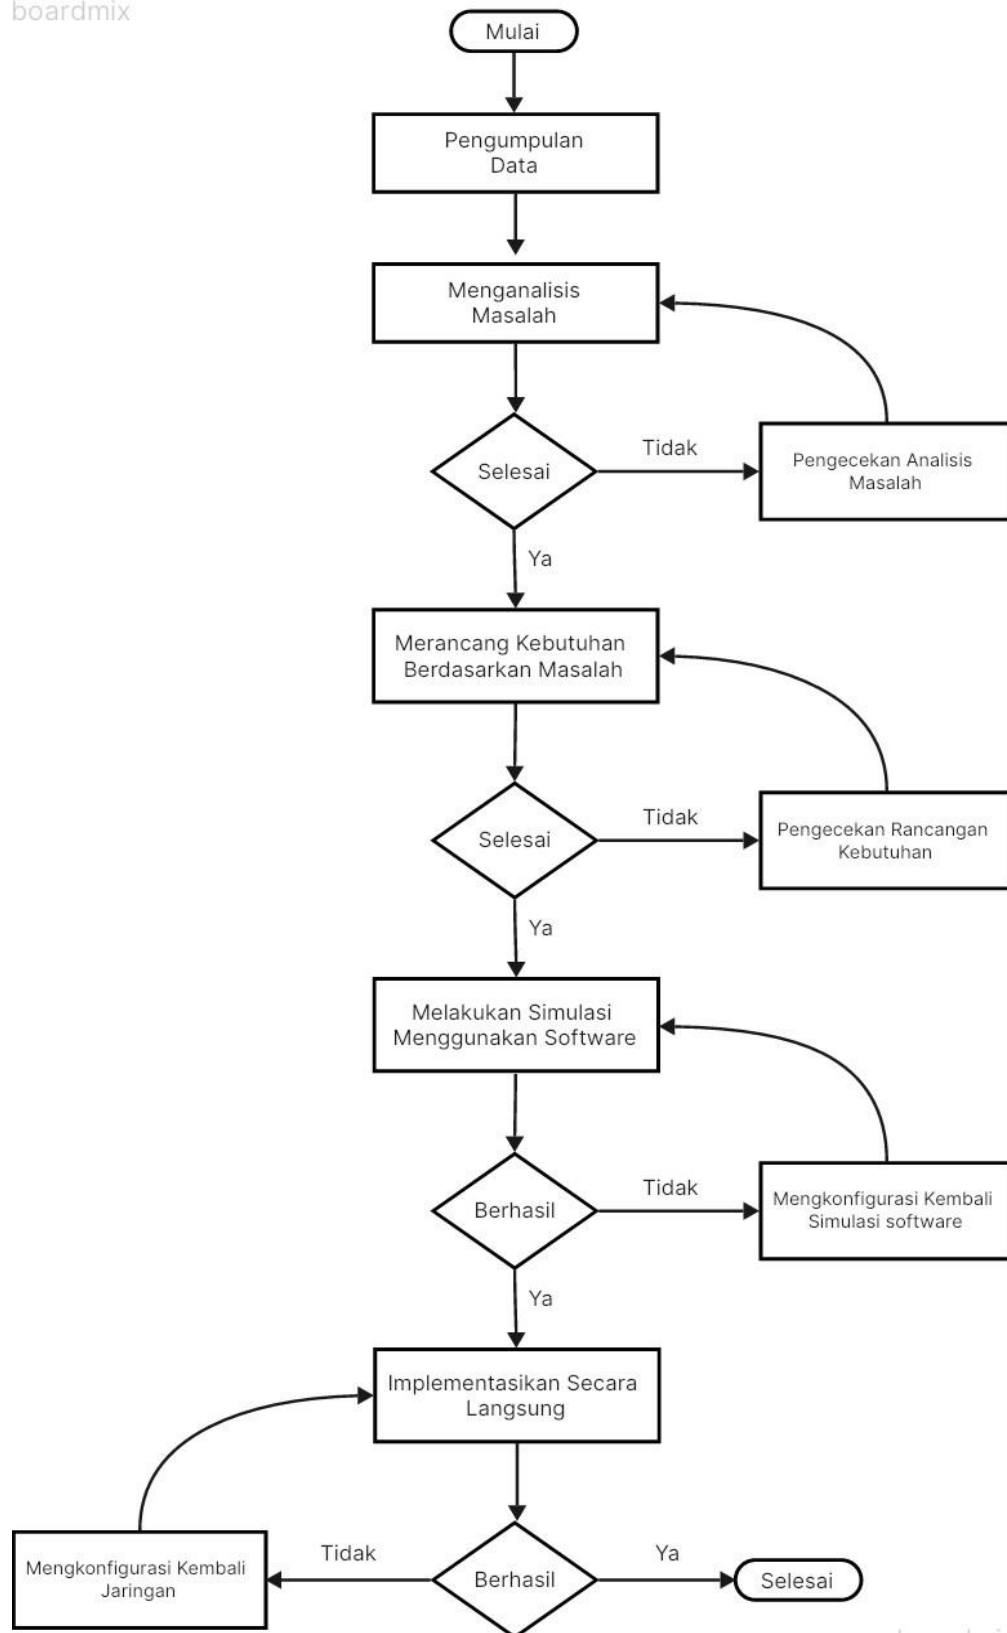 boardmix
Mulai
Pengumpulan
Data
Menganalisis
Masalah
Selesai
Tidak
Pengecekan Analisis
Masalah
Ya
Merancang Kebutuhan
Berdasarkan Masalah
Selesai
Tidak
Pengecekan Rancangan
Kebutuhan
Ya
Melakukan Simulasi
Menggunakan Software
Berhasil
Tidak
Mengkonfigurasi Kembali
Simulasi software
Ya
Implementasikan Secara
Langsung
Mengkonfigurasi Kembali
Jaringan
Tidak
Berhasil
Ya
Selesai